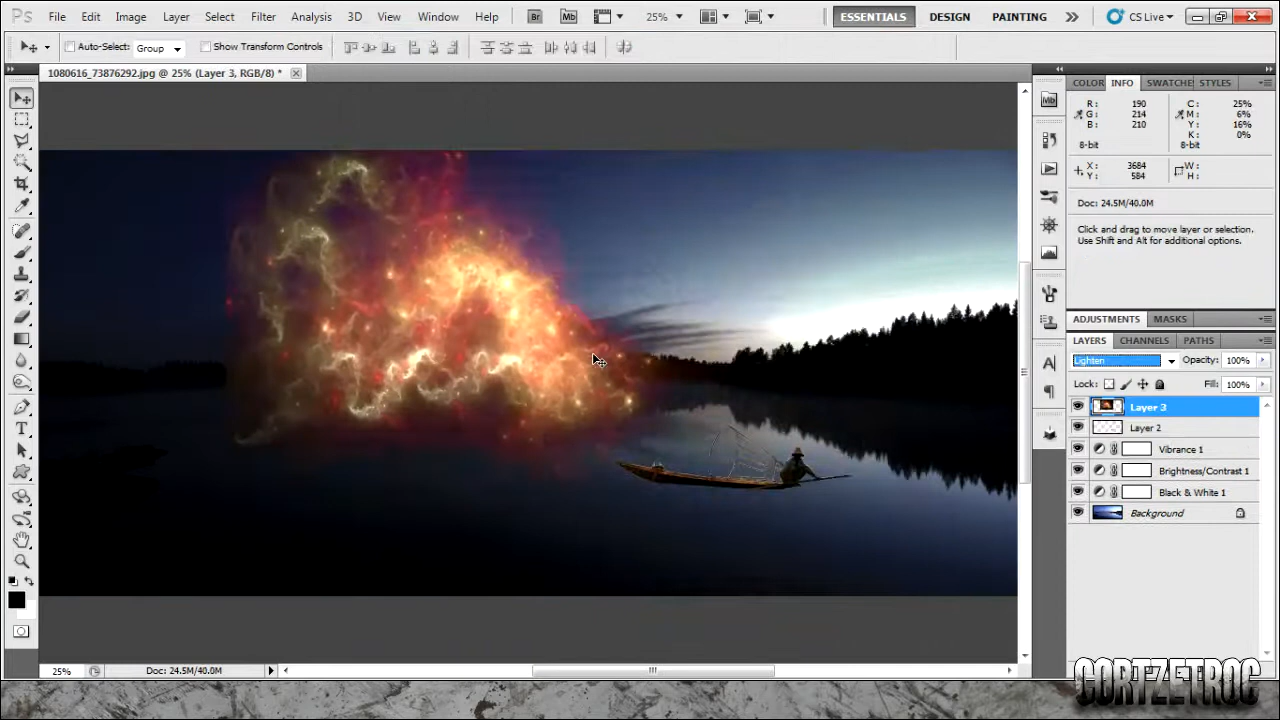 Ps File Edit Image Layer Select Filter Analysis 3D View Window Help Br Mb 25% ESSENTIALS DESIGN PAINTING CS Live
Auto-Select: Group Show Transform Controls
1080616_73876292.jpg @ 25% (Layer 3, RGB/8) *
COLOR INFO SWATCHE STYLES
R: 190 C: 25%
G: 214 M: 6%
B: 210 Y: 16%
K: 0%
8-bit 8-bit
X: 3684 W:
Y: 584 H:
Doc: 24.5M/40.0M
Click and drag to move layer or selection.
Use Shift and Alt for additional options.
ADJUSTMENTS MASKS
LAYERS CHANNELS PATHS
Lighten Opacity: 100%
Lock: Fill: 100%
Layer 3
Layer 2
Vibrance 1
Brightness/Contrast 1
Black & White 1
Background
25% Doc: 24.5M/40.0M
CORTZETROC